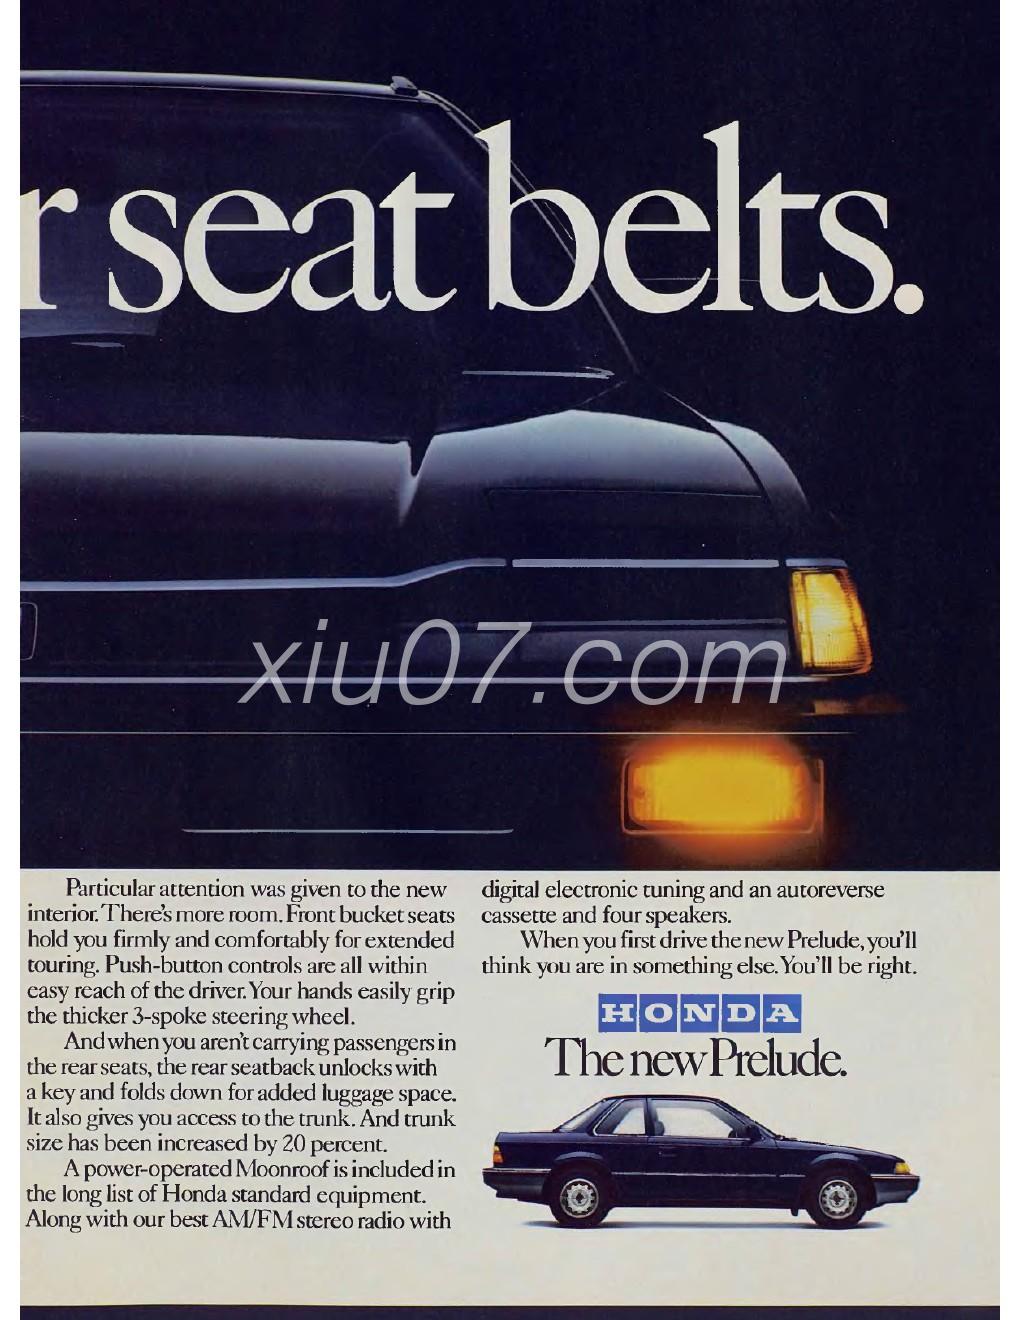 r seat belts.
xiu07.com
Particular attention was given to the new
interior. There's more room. Front bucket seats
hold you firmly and comfortably for extended
touring. Push-button controls are all within
easy reach of the driver. Your hands easily grip
the thicker 3-spoke steering wheel.
And when you aren't carrying passengers in
the rear seats, the rear seatback unlocks with
a key and folds down for added luggage space.
It also gives you access to the trunk. And trunk
size has been increased by 20 percent.
A power-operated Moonroof is included in
the long list of Honda standard equipment.
Along with our best AM/FM stereo radio with
digital electronic tuning and an autoreverse
cassette and four speakers.
When you first drive the new Prelude, you'll
think you are in something else. You'll be right.
HONDA
The new Prelude.